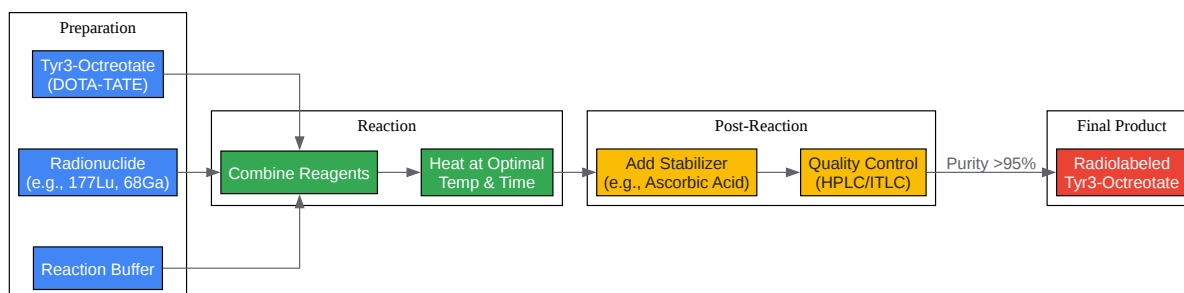 Preparation
Tyr3-Octreotate
(DOTA-TATE)
Radionuclide
(e.g., 177Lu, 68Ga)
Reaction Buffer
Reaction
Combine Reagents
Heat at Optimal
Temp & Time
Post-Reaction
Add Stabilizer
(e.g., Ascorbic Acid)
Quality Control
(HPLC/ITLC)
Purity >95%
Final Product
Radiolabeled
Tyr3-Octreotate